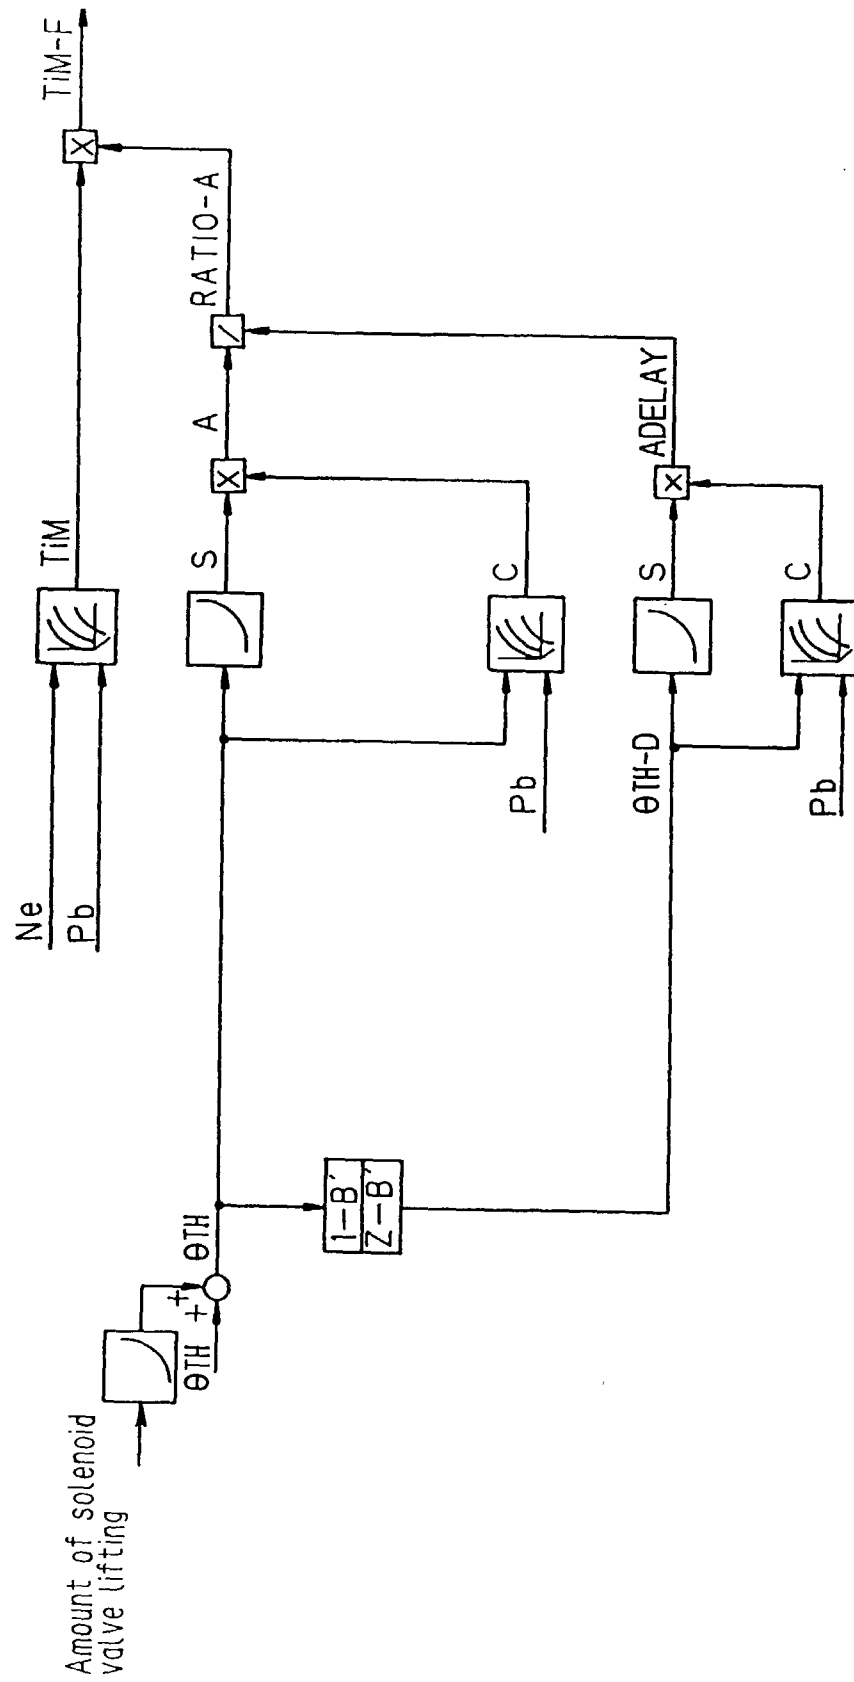 Amount of solenoid
valve lifting
θTH
+
+
θTH
1-B'
Z-B'
Ne
Pb
TiM
X
TiM-F
S
X
A
/
RATIO-A
Pb
C
θTH-D
S
X
ADELAY
Pb
C